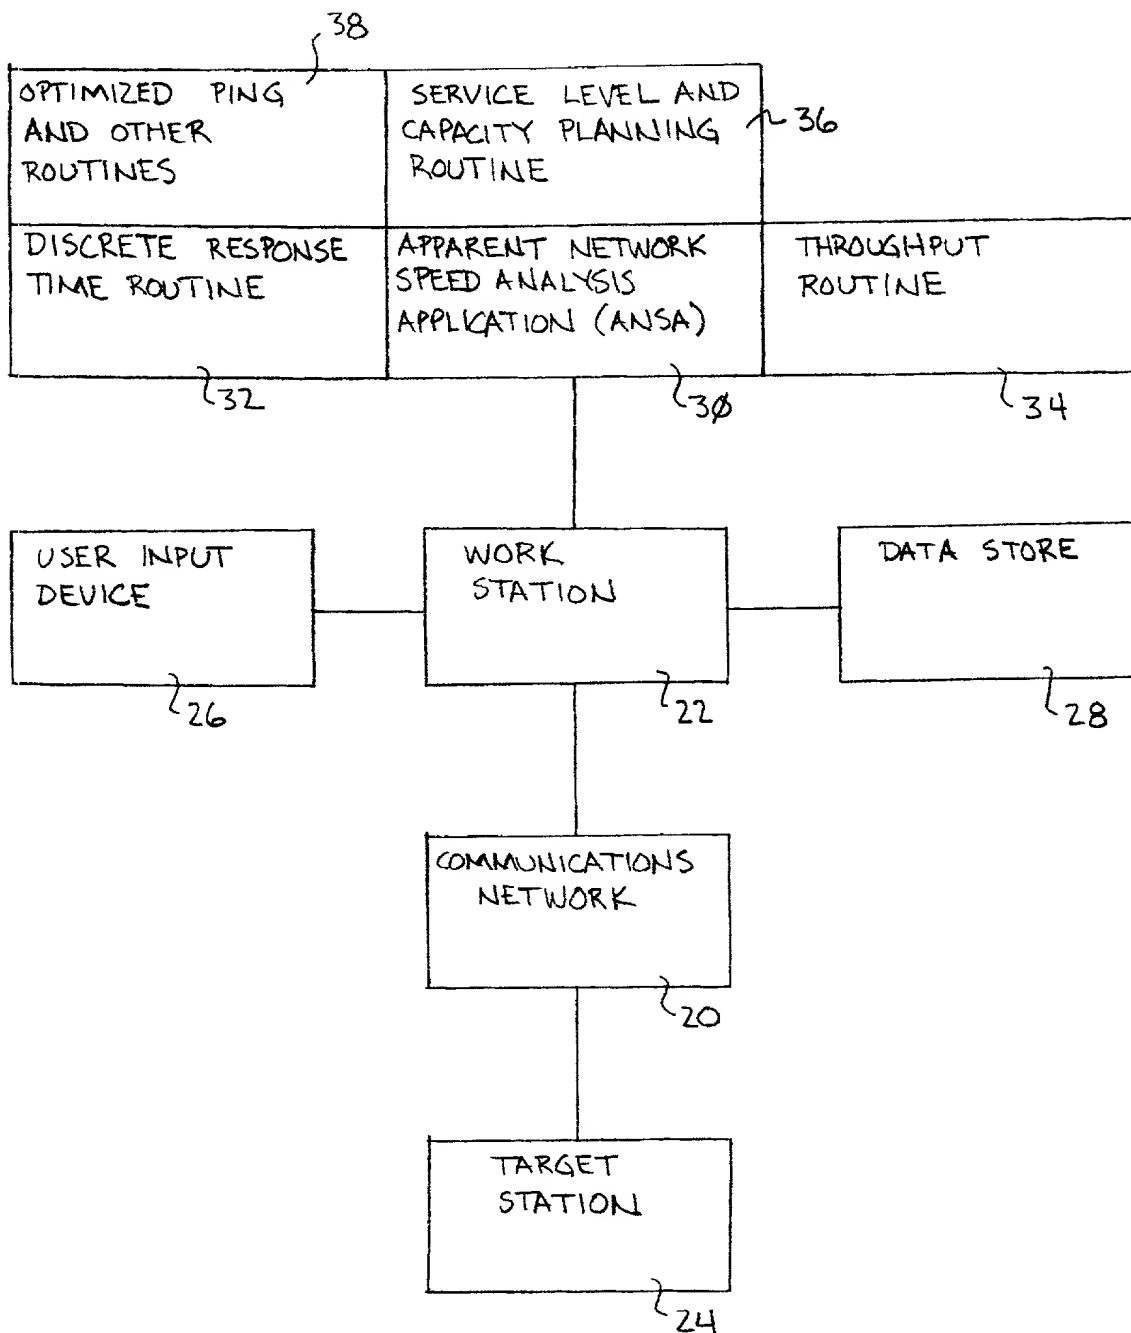 38
OPTIMIZED PING
AND OTHER
ROUTINES
SERVICE LEVEL AND
CAPACITY PLANNING
ROUTINE
36
DISCRETE RESPONSE
TIME ROUTINE
32
APPARENT NETWORK
SPEED ANALYSIS
APPLICATION (ANSA)
3Ø
THROUGHPUT
ROUTINE
34
USER INPUT
DEVICE
26
WORK
STATION
22
DATA STORE
28
COMMUNICATIONS
NETWORK
20
TARGET
STATION
24